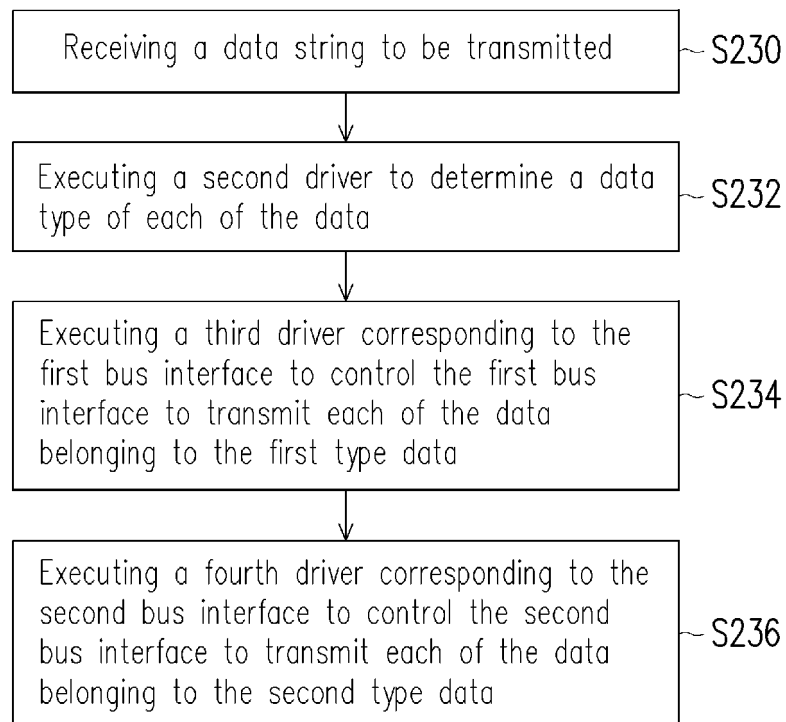 Receiving a data string to be transmitted
S230
Executing a second driver to determine a data
type of each of the data
S232
Executing a third driver corresponding to the
first bus interface to control the first bus
interface to transmit each of the data
belonging to the first type data
S234
Executing a fourth driver corresponding to the
second bus interface to control the second
bus interface to transmit each of the data
belonging to the second type data
S236